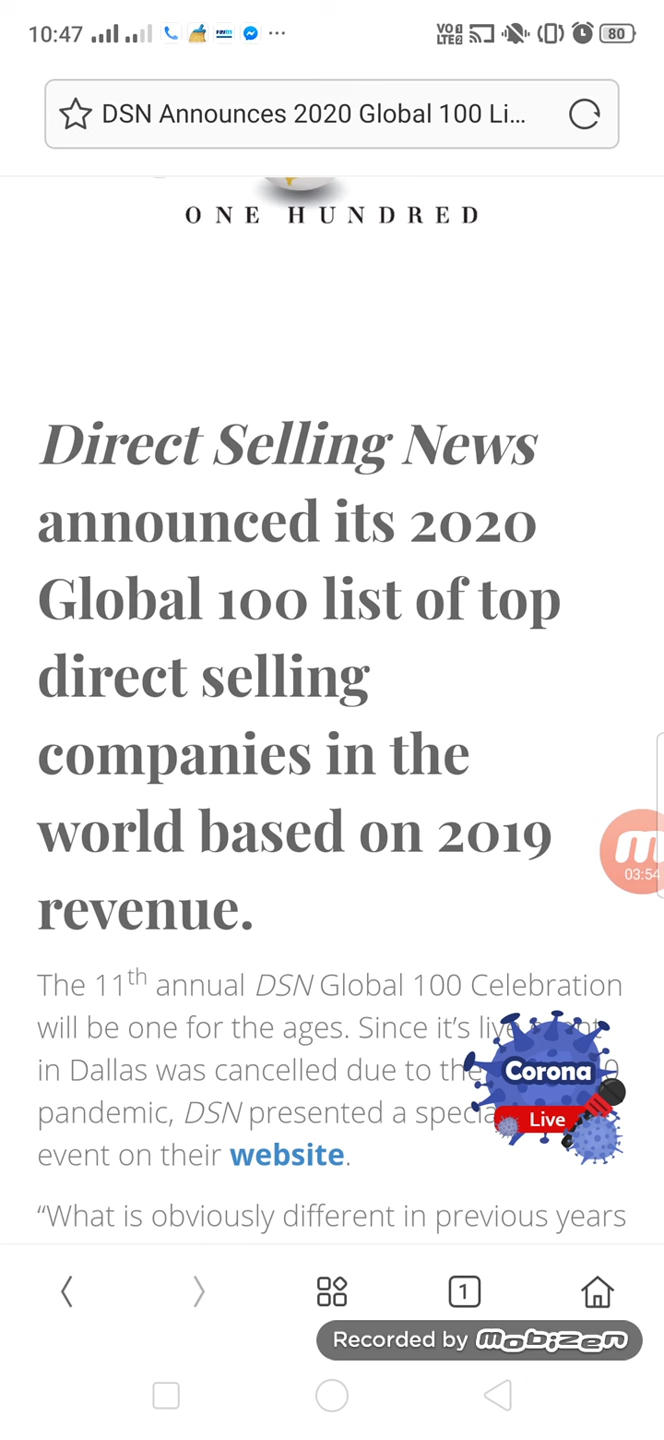 10:47
VO
LTE
80
DSN Announces 2020 Global 100 Li...
ONE HUNDRED
Direct Selling News
announced its 2020
Global 100 list of top
direct selling
companies in the
world based on 2019
revenue.
03:54
The 11th annual DSN Global 100 Celebration
will be one for the ages. Since it's live
in Dallas was cancelled due to the
Corona
pandemic, DSN presented a specia
Live
event on their website.
"What is obviously different in previous years
1
Recorded by mobizen